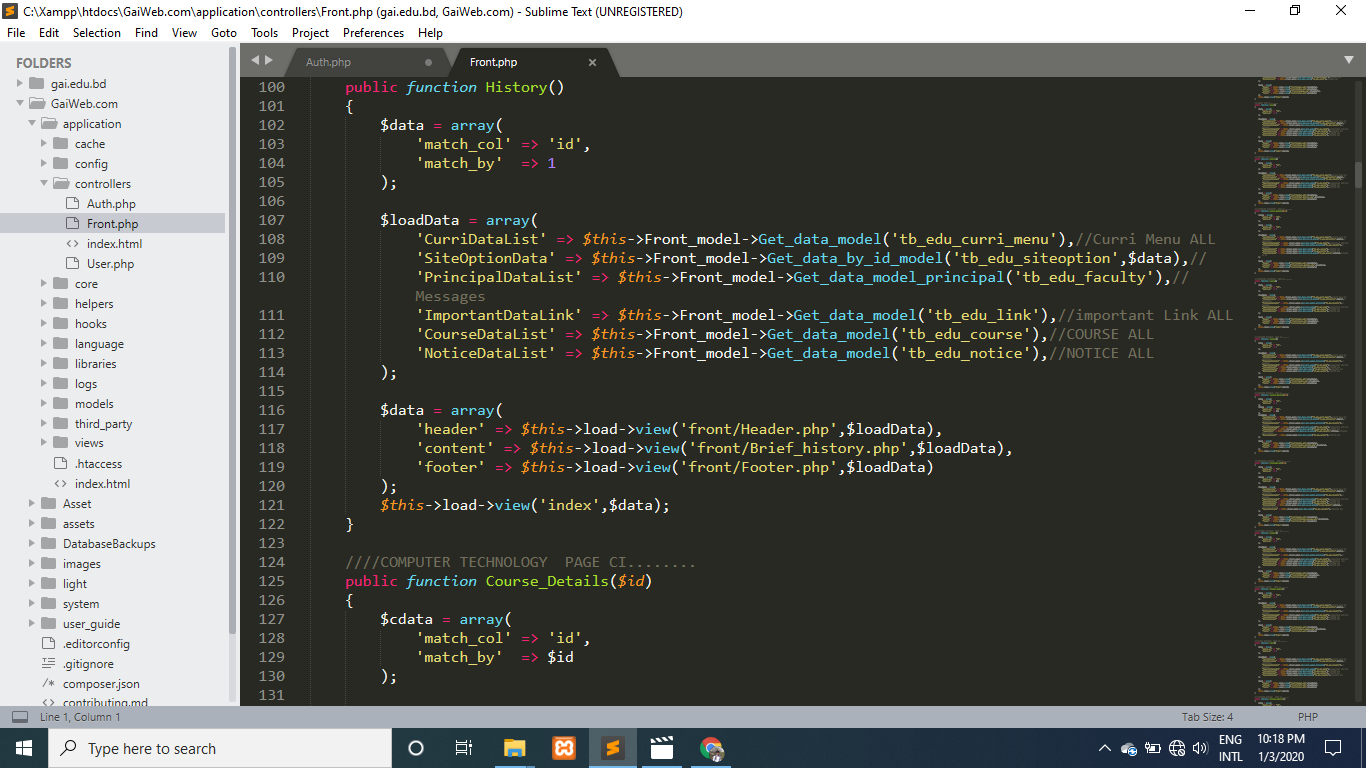 C:\Xampp\htdocs\GaiWeb.com\application\controllers\Front.php (gai.edu.bd, GaiWeb.com) - Sublime Text (UNREGISTERED)
File Edit Selection Find View Goto Tools Project Preferences Help
FOLDERS
gai.edu.bd
GaiWeb.com
application
cache
config
controllers
Auth.php
Front.php
index.html
User.php
core
helpers
hooks
language
libraries
logs
models
third_party
views
.htaccess
index.html
Asset
assets
DatabaseBackups
images
light
system
user_guide
.editorconfig
.gitignore
composer.json
contributing.md
Auth.php
Front.php
100 public function History()
101 {
102 $data = array(
103 'match_col' => 'id',
104 'match_by'  => 1
105 );
106
107 $loadData = array(
108 'CurriDataList' => $this->Front_model->Get_data_model('tb_edu_curri_menu'),//Curri Menu ALL
109 'SiteOptionData' => $this->Front_model->Get_data_by_id_model('tb_edu_siteoption',$data),//
110 'PrincipalDataList'  => $this->Front_model->Get_data_model_principal('tb_edu_faculty'),//
Messages
111 'ImportantDataLink' => $this->Front_model->Get_data_model('tb_edu_link'),//important Link ALL
112 'CourseDataList' => $this->Front_model->Get_data_model('tb_edu_course'),//COURSE ALL
113 'NoticeDataList' => $this->Front_model->Get_data_model('tb_edu_notice'),//NOTICE ALL
114 );
115
116 $data = array(
117 'header' => $this->load->view('front/Header.php',$loadData),
118 'content' => $this->load->view('front/Brief_history.php',$loadData),
119 'footer' => $this->load->view('front/Footer.php',$loadData)
120 );
121 $this->load->view('index',$data);
122 }
123
124 ////COMPUTER TECHNOLOGY  PAGE CI........
125 public function Course_Details($id)
126 {
127 $cdata = array(
128 'match_col' => 'id',
129 'match_by'  => $id
130 );
131
Line 1, Column 1
Tab Size: 4
PHP
Type here to search
ENG
INTL
10:18 PM
1/3/2020